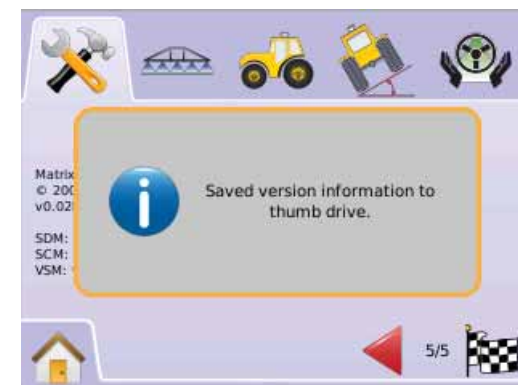 Matrix
© 200
v0.02
Saved version information to
thumb drive.
SDM:
SCM:
VSM:
5/5